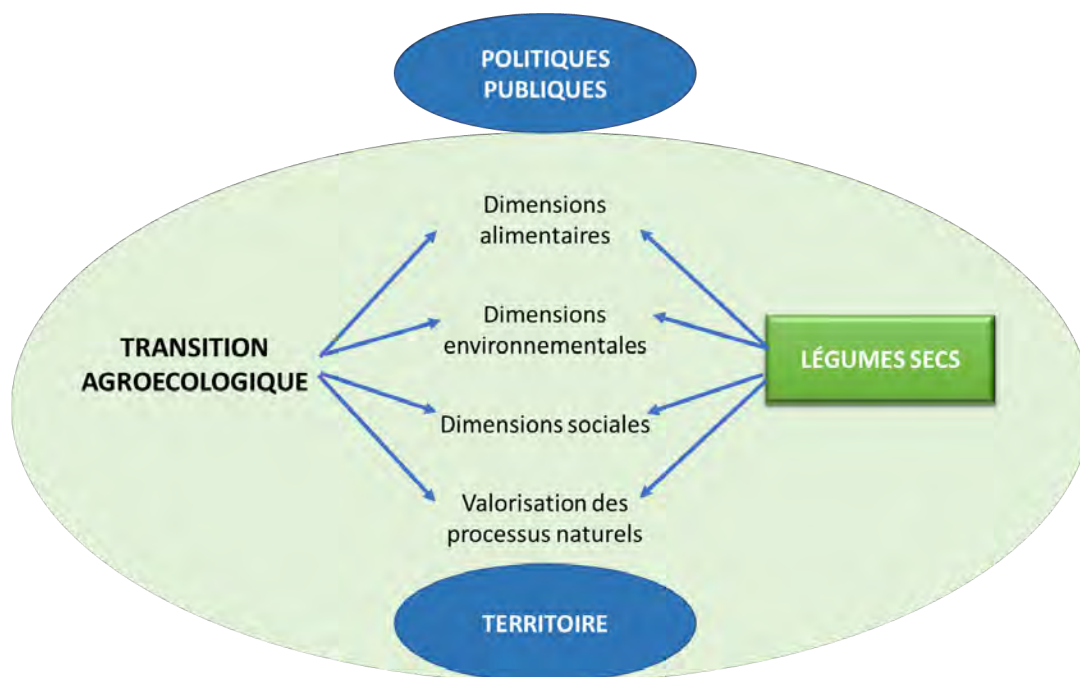 POLITIQUES
PUBLIQUES
Dimensions
alimentaires
Dimensions
environnementales
TRANSITION
AGROECOLOGIQUE
LÉGUMES SECS
Dimensions sociales
Valorisation des
processus naturels
TERRITOIRE